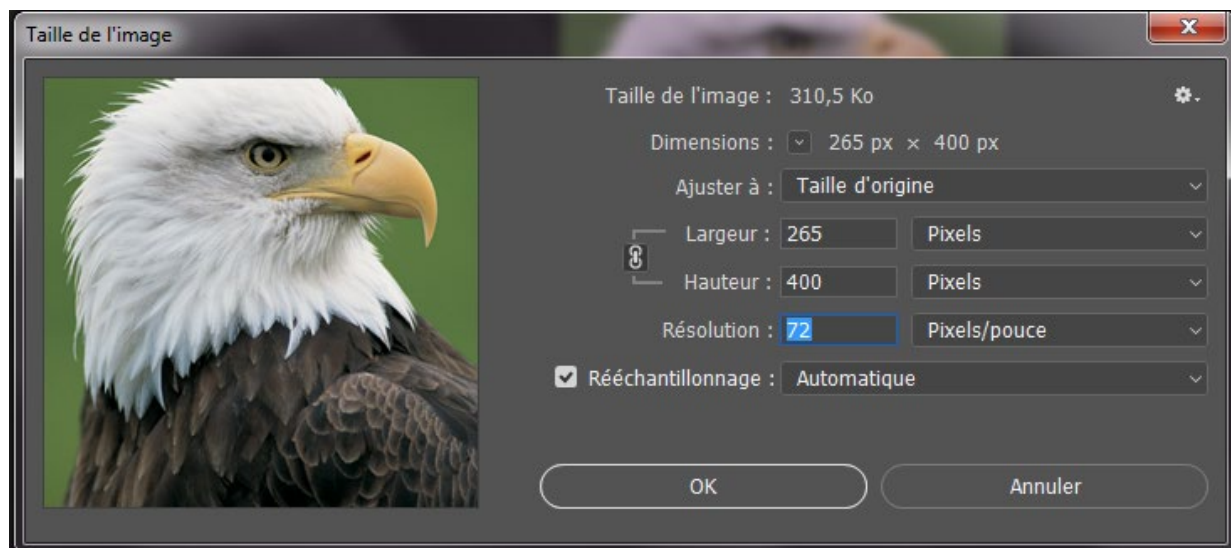 Taille de l'image
Taille de l'image : 310,5 Ko
Dimensions : 265 px × 400 px
Ajuster à : Taille d'origine
Largeur : 265 Pixels
Hauteur : 400 Pixels
Résolution : 72 Pixels/pouce
Rééchantillonnage : Automatique
OK Annuler